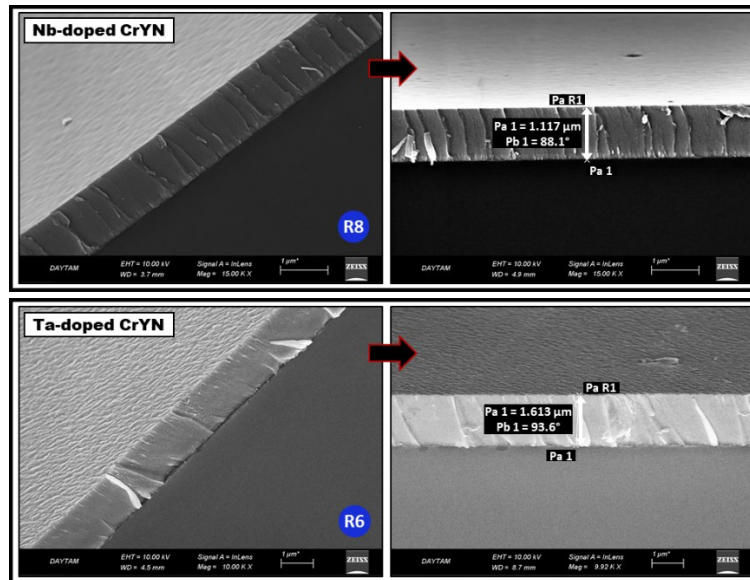 Nb-doped CrYN
R8
DAYTAM
EHT = 10.00 kV
WD = 3.7 mm
Signal A = InLens
Mag = 15.00 K X
1 µm*
ZEISS
Pa R1
Pa 1 = 1.117 µm
Pb 1 = 88.1°
Pa 1
DAYTAM
EHT = 10.00 kV
WD = 4.9 mm
Signal A = InLens
Mag = 15.00 K X
1 µm*
ZEISS
Ta-doped CrYN
R6
DAYTAM
EHT = 10.00 kV
WD = 4.5 mm
Signal A = InLens
Mag = 10.00 K X
1 µm*
ZEISS
Pa R1
Pa 1 = 1.613 µm
Pb 1 = 93.6°
Pa 1
DAYTAM
EHT = 10.00 kV
WD = 8.7 mm
Signal A = InLens
Mag = 9.92 K X
1 µm*
ZEISS